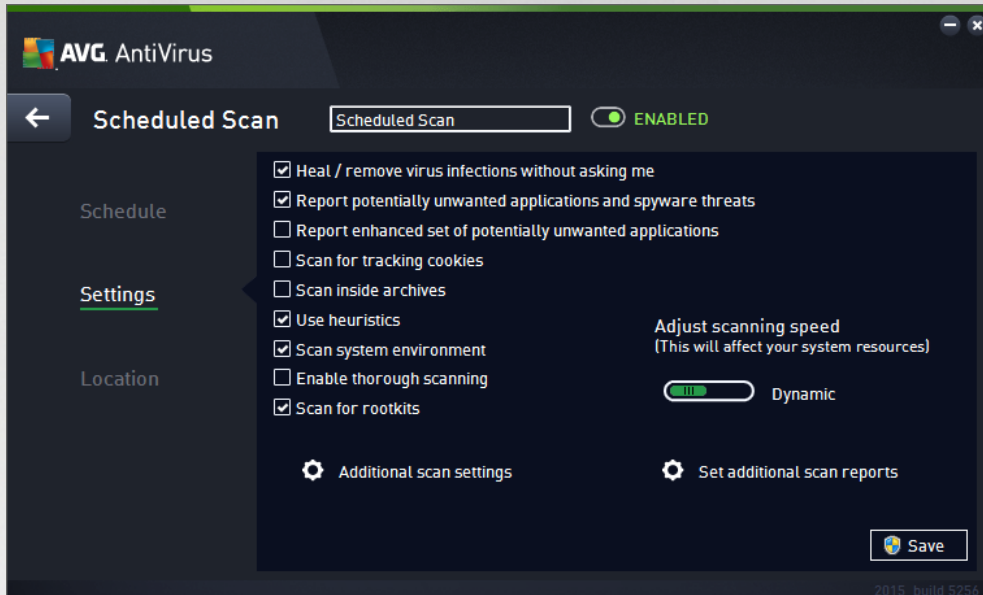 AVG. AntiVirus
Scheduled Scan
Scheduled Scan
ENABLED
Schedule
Settings
Location
Heal / remove virus infections without asking me
Report potentially unwanted applications and spyware threats
Report enhanced set of potentially unwanted applications
Scan for tracking cookies
Scan inside archives
Use heuristics
Scan system environment
Enable thorough scanning
Scan for rootkits
Adjust scanning speed
(This will affect your system resources)
Dynamic
Additional scan settings
Set additional scan reports
Save
2015 build 5256